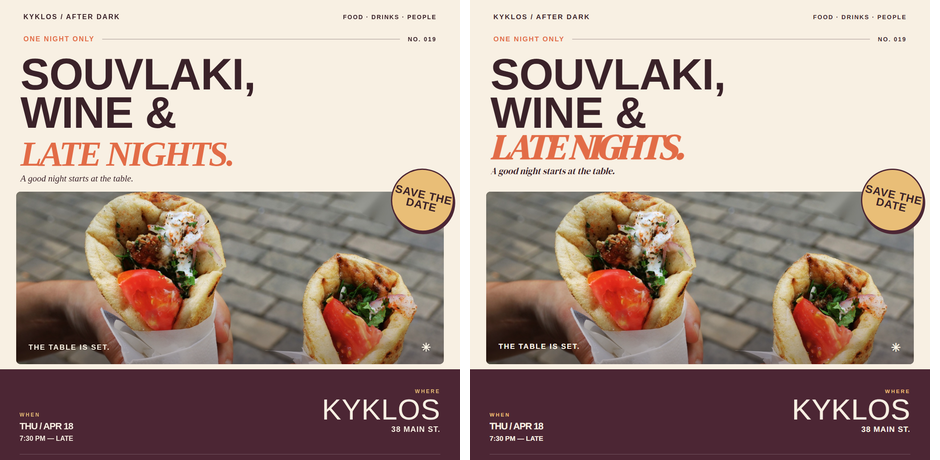 KYKLOS / AFTER DARK
FOOD · DRINKS · PEOPLE
ONE NIGHT ONLY
NO. 019
SOUVLAKI,
WINE &
LATE NIGHTS.
A good night starts at the table.
SAVE THE
DATE
THE TABLE IS SET.
WHEN
THU / APR 18
7:30 PM — LATE
WHERE
KYKLOS
38 MAIN ST.
KYKLOS / AFTER DARK
FOOD · DRINKS · PEOPLE
ONE NIGHT ONLY
NO. 019
SOUVLAKI,
WINE &
LATE NIGHTS.
A good night starts at the table.
SAVE THE
DATE
THE TABLE IS SET.
WHEN
THU / APR 18
7:30 PM — LATE
WHERE
KYKLOS
38 MAIN ST.